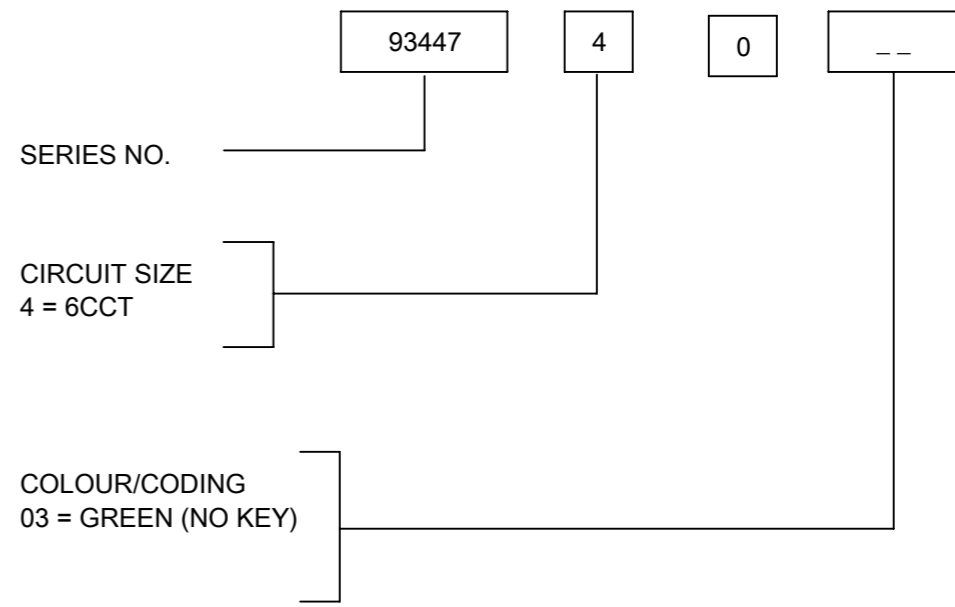 93447 4 0 _ _
SERIES NO.
CIRCUIT SIZE
4 = 6CCT
COLOUR/CODING
03 = GREEN (NO KEY)